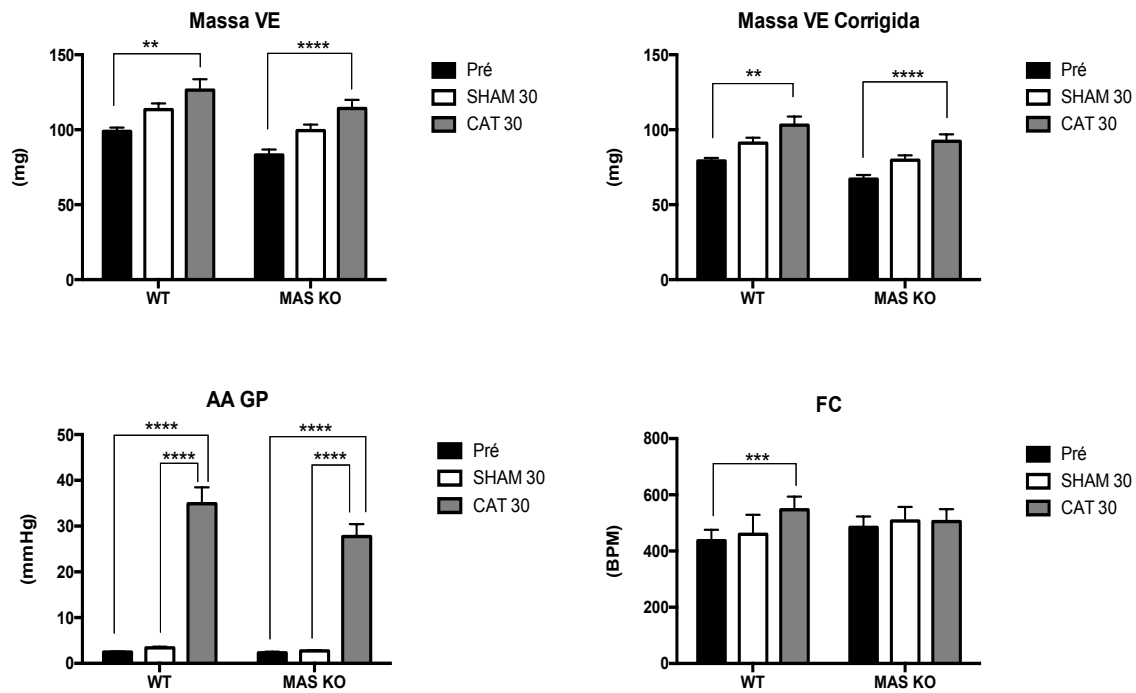 Massa VE
150
100
50
0
(mg)
**
****
WT
MAS KO
Pré
SHAM 30
CAT 30
Massa VE Corrigida
150
100
50
0
(mg)
**
****
WT
MAS KO
Pré
SHAM 30
CAT 30
AA GP
50
40
30
20
10
0
(mmHg)
****
****
****
****
WT
MAS KO
Pré
SHAM 30
CAT 30
FC
800
600
400
200
0
(BPM)
***
WT
MAS KO
Pré
SHAM 30
CAT 30